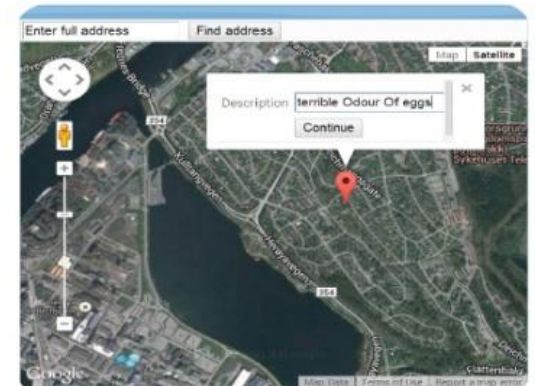 Enter full address Find address
Map Satellite
Description terrible Odour Of eggs
Continue
354
354
Google
Map Data Terms of Use Report a map error